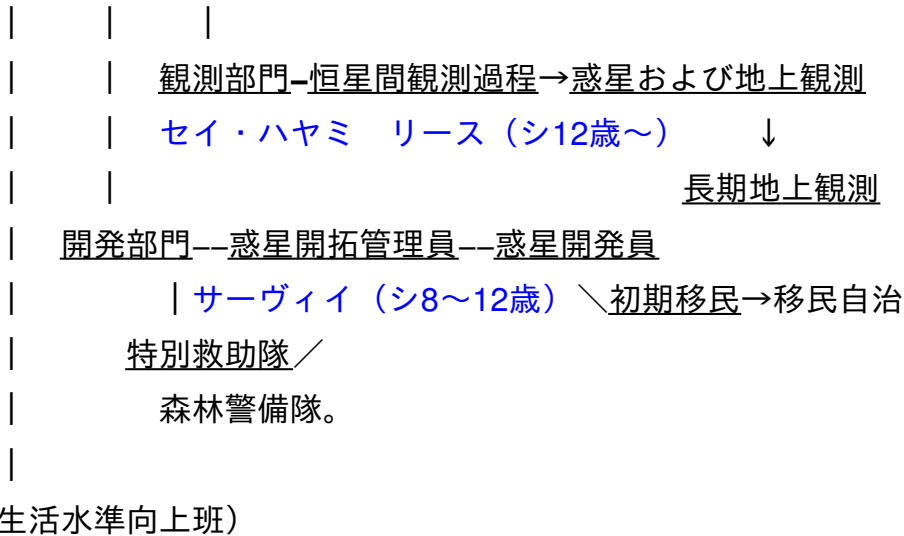 |　　|　　|
|　　|　観測部門−恒星間観測過程→惑星および地上観測
|　　|　セイ・ハヤミ　リース（シ12歳〜）　　↓
|　　|　　　　　　　　　　　　　　　　　長期地上観測
|　開発部門−−惑星開拓管理員−−惑星開発員
|　　　　|サーヴィイ（シ8〜12歳）＼初期移民→移民自治
|　　　特別救助隊／
|　　　　森林警備隊。
|
生活水準向上班）